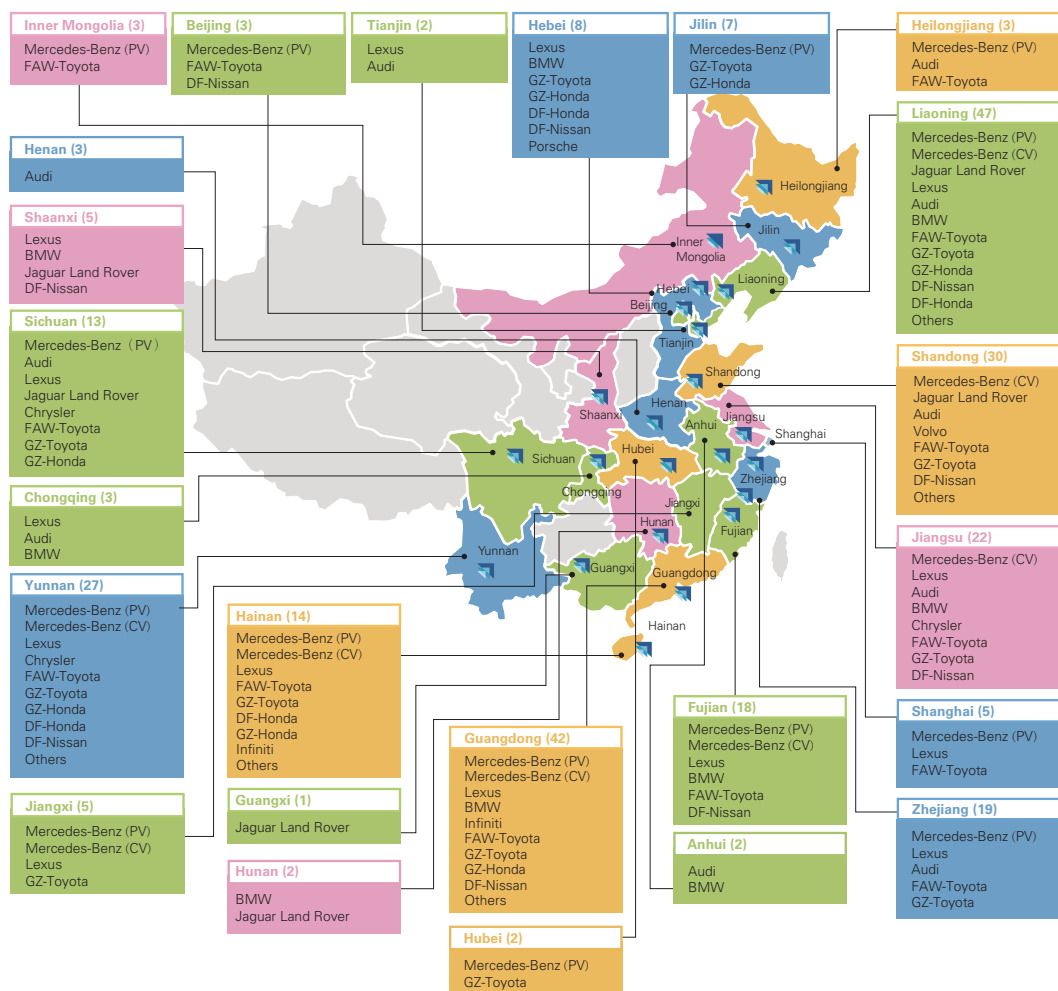 Inner Mongolia (3)
Mercedes-Benz (PV)
FAW-Toyota
Beijing (3)
Mercedes-Benz (PV)
FAW-Toyota
DF-Nissan
Tianjin (2)
Lexus
Audi
Hebei (8)
Lexus
BMW
GZ-Toyota
GZ-Honda
DF-Honda
DF-Nissan
Porsche
Jilin (7)
Mercedes-Benz (PV)
GZ-Toyota
GZ-Honda
Heilongjiang (3)
Mercedes-Benz (PV)
Audi
FAW-Toyota
Henan (3)
Audi
Shaanxi (5)
Lexus
BMW
Jaguar Land Rover
DF-Nissan
Sichuan (13)
Mercedes-Benz（PV）
Audi
Lexus
Jaguar Land Rover
Chrysler
FAW-Toyota
GZ-Toyota
GZ-Honda
Chongqing (3)
Lexus
Audi
BMW
Yunnan (27)
Mercedes-Benz (PV)
Mercedes-Benz (CV)
Lexus
Chrysler
FAW-Toyota
GZ-Toyota
GZ-Honda
DF-Honda
DF-Nissan
Others
Jiangxi (5)
Mercedes-Benz (PV)
Mercedes-Benz (CV)
Lexus
GZ-Toyota
Heilongjiang
Jilin
Inner
Mongolia
Liaoning
Hebei
Beijing
Tianjin
Shandong
Shaanxi
Henan
Jiangsu
Anhui
Shanghai
Hubei
Sichuan
Chongqing
Zhejiang
Jiangxi
Hunan
Fujian
Yunnan
Guangxi
Guangdong
Hainan
Liaoning (47)
Mercedes-Benz (PV)
Mercedes-Benz (CV)
Jaguar Land Rover
Lexus
Audi
BMW
FAW-Toyota
GZ-Toyota
GZ-Honda
DF-Nissan
DF-Honda
Others
Shandong (30)
Mercedes-Benz (CV)
Jaguar Land Rover
Audi
Volvo
FAW-Toyota
GZ-Toyota
DF-Nissan
Others
Jiangsu (22)
Mercedes-Benz (CV)
Lexus
Audi
BMW
Chrysler
FAW-Toyota
GZ-Toyota
DF-Nissan
Shanghai (5)
Mercedes-Benz (PV)
Lexus
FAW-Toyota
Zhejiang (19)
Mercedes-Benz (PV)
Lexus
Audi
FAW-Toyota
GZ-Toyota
Hainan (14)
Mercedes-Benz (PV)
Mercedes-Benz (CV)
Lexus
FAW-Toyota
GZ-Toyota
DF-Honda
GZ-Honda
Infiniti
Others
Guangxi (1)
Jaguar Land Rover
Hunan (2)
BMW
Jaguar Land Rover
Guangdong (42)
Mercedes-Benz (PV)
Mercedes-Benz (CV)
Lexus
BMW
Infiniti
FAW-Toyota
GZ-Toyota
GZ-Honda
DF-Nissan
Others
Hubei (2)
Mercedes-Benz (PV)
GZ-Toyota
Fujian (18)
Mercedes-Benz (PV)
Mercedes-Benz (CV)
Lexus
BMW
FAW-Toyota
DF-Nissan
Anhui (2)
Audi
BMW